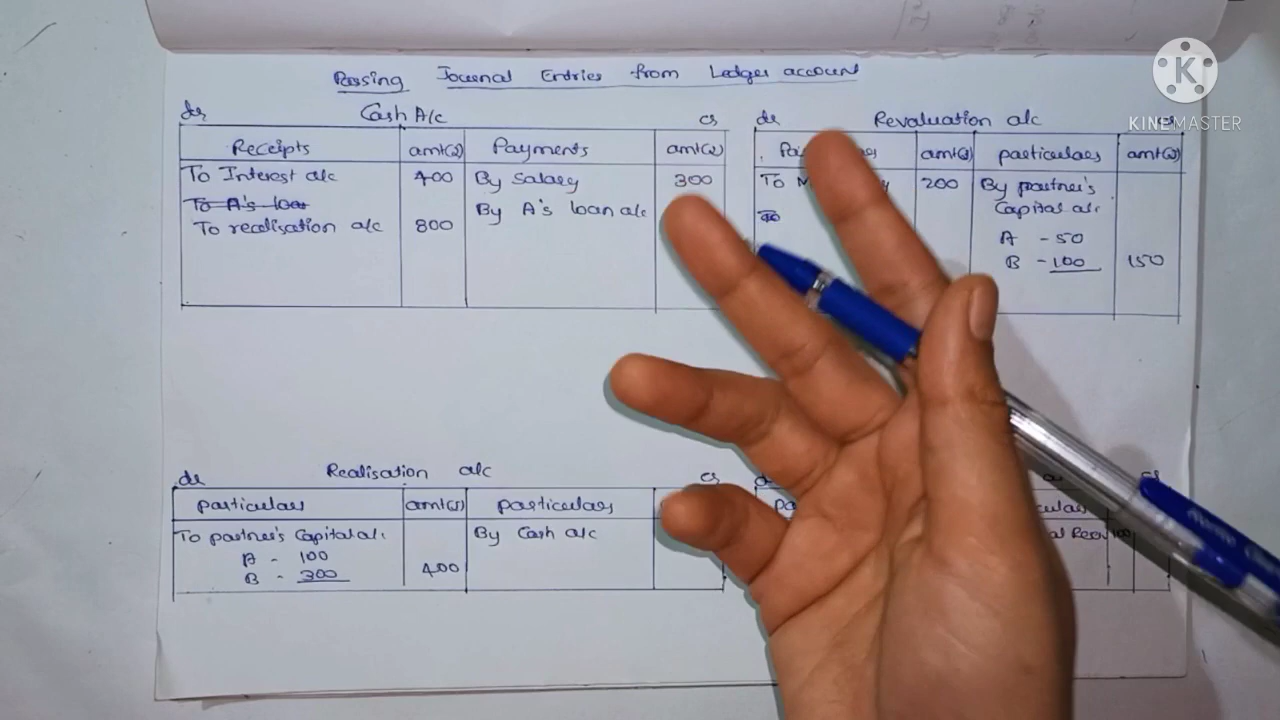 Passing Journal Entries from Ledger account
dr Cash A/c cr
Receipts amt(₹) Payments amt(₹)
To Interest a/c 400 By Salary 300
To A's loan By A's loan a/c
To realisation a/c 800
dr Revaluation a/c
amt(₹) particulars amt(₹)
To 200 By partner's
To Capital a/c
A - 50
B - 100 150
dr Realisation a/c cr
particulars amt(₹) particulars
To partner's Capital a/c By Cash a/c
A - 100
B - 300 400
cr
K
KINEMASTER